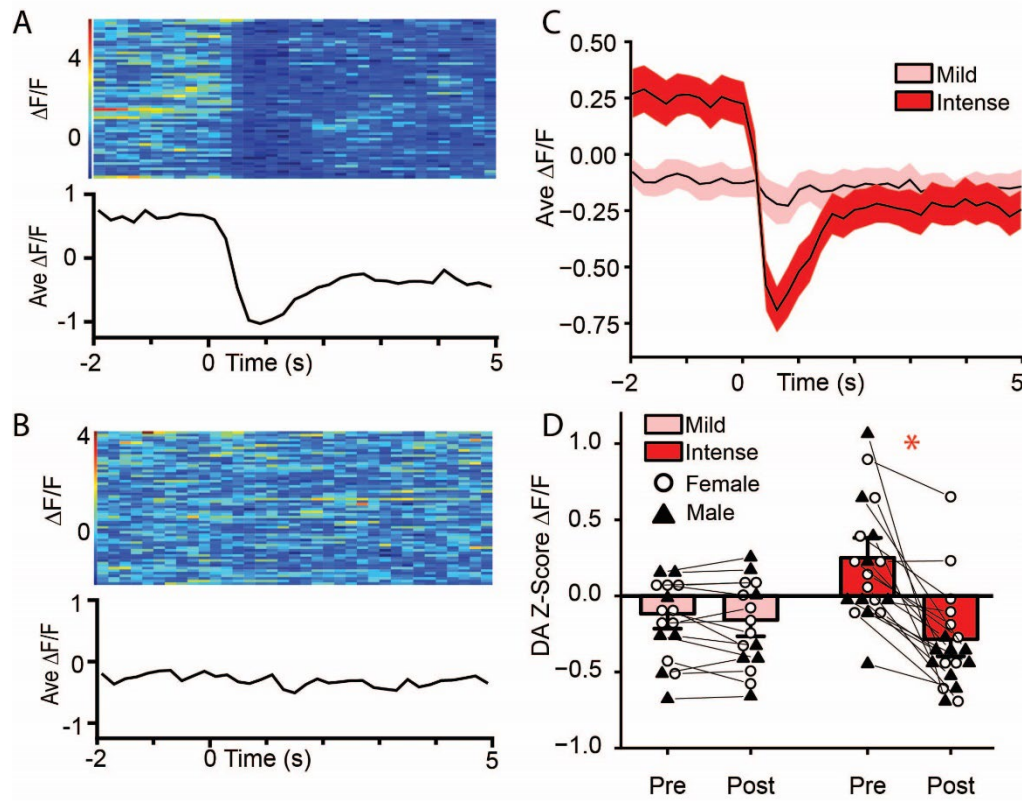 A
4
0
ΔF/F
1
0
-1
Ave ΔF/F
-2
0
Time (s)
5
B
4
0
ΔF/F
1
0
-1
Ave ΔF/F
-2
0
Time (s)
5
C
0.50
0.25
0.00
−0.25
−0.50
−0.75
Ave ΔF/F
Mild
Intense
−2
0
Time (s)
5
D
Mild
Intense
Female
Male
*
1.0
0.5
0.0
−0.5
−1.0
DA Z-Score ΔF/F
Pre
Post
Pre
Post